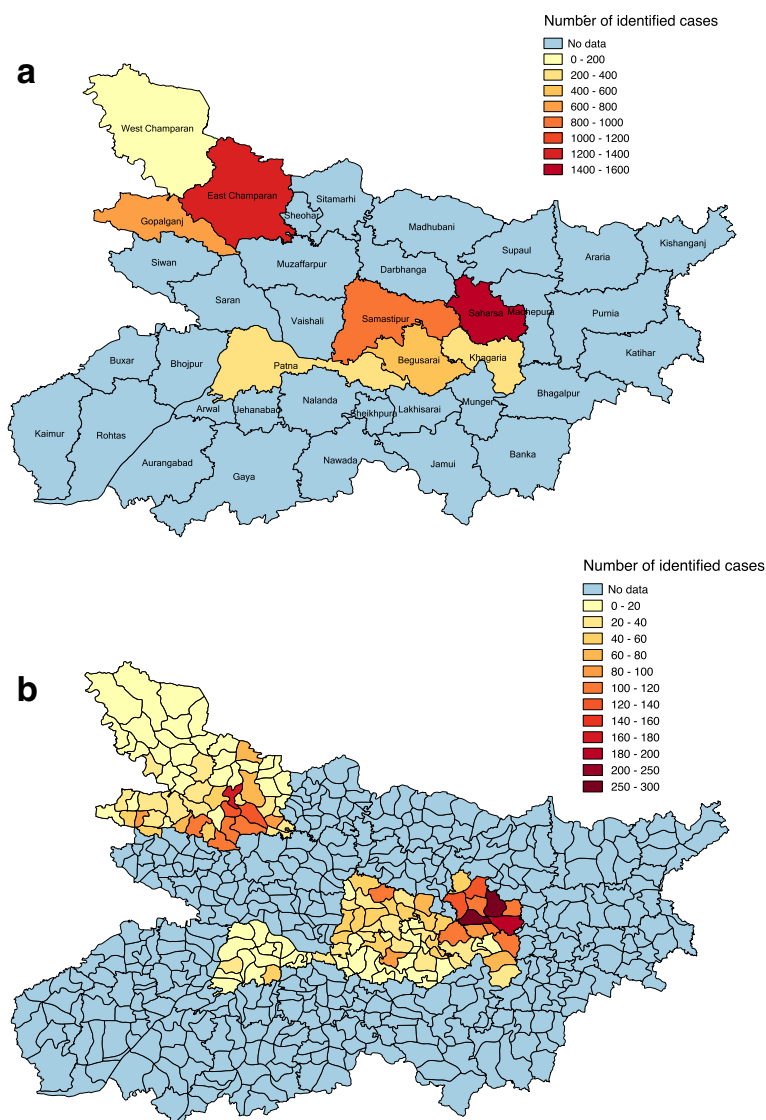 Number of identified cases
a
No data
0 - 200
200 - 400
400 - 600
600 - 800
800 - 1000
1000 - 1200
1200 - 1400
1400 - 1600
West Champaran
East Champaran
Gopalganj
Sheohar
Sitamarhi
Madhubani
Supaul
Araria
Kishanganj
Siwan
Muzaffarpur
Darbhanga
Saran
Vaishali
Samastipur
Sahersa
Madhepura
Purnia
Buxar
Bhojpur
Patna
Begusarai
Khagaria
Katihar
Arwal
Jehanabad
Nalanda
Sheikhpura
Lakhisarai
Munger
Bhagalpur
Kaimur
Rohtas
Aurangabad
Gaya
Nawada
Jamui
Banka
Number of identified cases
b
No data
0 - 20
20 - 40
40 - 60
60 - 80
80 - 100
100 - 120
120 - 140
140 - 160
160 - 180
180 - 200
200 - 250
250 - 300